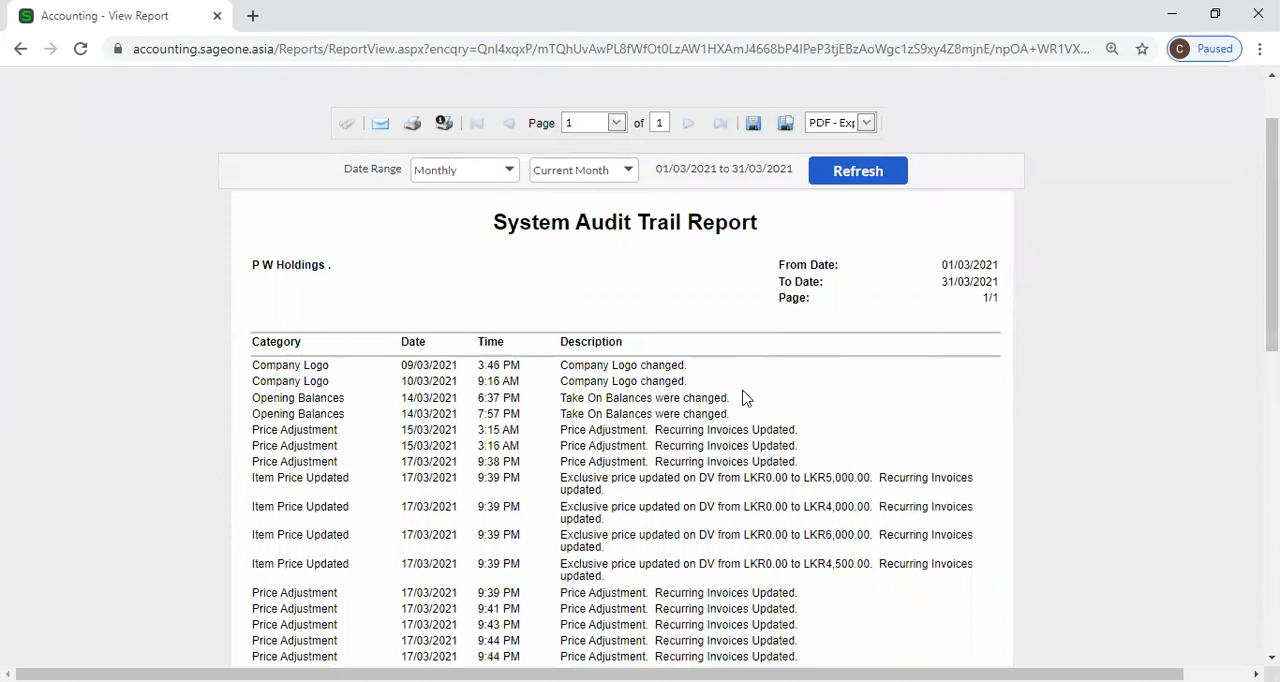 Accounting - View Report
accounting.sageone.asia/Reports/ReportView.aspx?encqry=QnI4xqxP/mTQhUvAwPL8fWfOt0LzAW1HXAmJ4668bP4IPeP3tjEBzAoWgc1zS9xy4Z8mjnE/npOA+WR1VX...
C Paused
Page 1 of 1 PDF - Exp
Date Range Monthly Current Month 01/03/2021 to 31/03/2021 Refresh
System Audit Trail Report
P W Holdings . From Date: 01/03/2021
To Date: 31/03/2021
Page: 1/1
Category Date Time Description
Company Logo 09/03/2021 3:46 PM Company Logo changed.
Company Logo 10/03/2021 9:16 AM Company Logo changed.
Opening Balances 14/03/2021 6:37 PM Take On Balances were changed.
Opening Balances 14/03/2021 7:57 PM Take On Balances were changed.
Price Adjustment 15/03/2021 3:15 AM Price Adjustment. Recurring Invoices Updated.
Price Adjustment 15/03/2021 3:16 AM Price Adjustment. Recurring Invoices Updated.
Price Adjustment 17/03/2021 9:38 PM Price Adjustment. Recurring Invoices Updated.
Item Price Updated 17/03/2021 9:39 PM Exclusive price updated on DV from LKR0.00 to LKR5,000.00. Recurring Invoices
updated.
Item Price Updated 17/03/2021 9:39 PM Exclusive price updated on DV from LKR0.00 to LKR4,000.00. Recurring Invoices
updated.
Item Price Updated 17/03/2021 9:39 PM Exclusive price updated on DV from LKR0.00 to LKR6,000.00. Recurring Invoices
updated.
Item Price Updated 17/03/2021 9:39 PM Exclusive price updated on DV from LKR0.00 to LKR4,500.00. Recurring Invoices
updated.
Price Adjustment 17/03/2021 9:39 PM Price Adjustment. Recurring Invoices Updated.
Price Adjustment 17/03/2021 9:41 PM Price Adjustment. Recurring Invoices Updated.
Price Adjustment 17/03/2021 9:43 PM Price Adjustment. Recurring Invoices Updated.
Price Adjustment 17/03/2021 9:44 PM Price Adjustment. Recurring Invoices Updated.
Price Adjustment 17/03/2021 9:44 PM Price Adjustment. Recurring Invoices Updated.